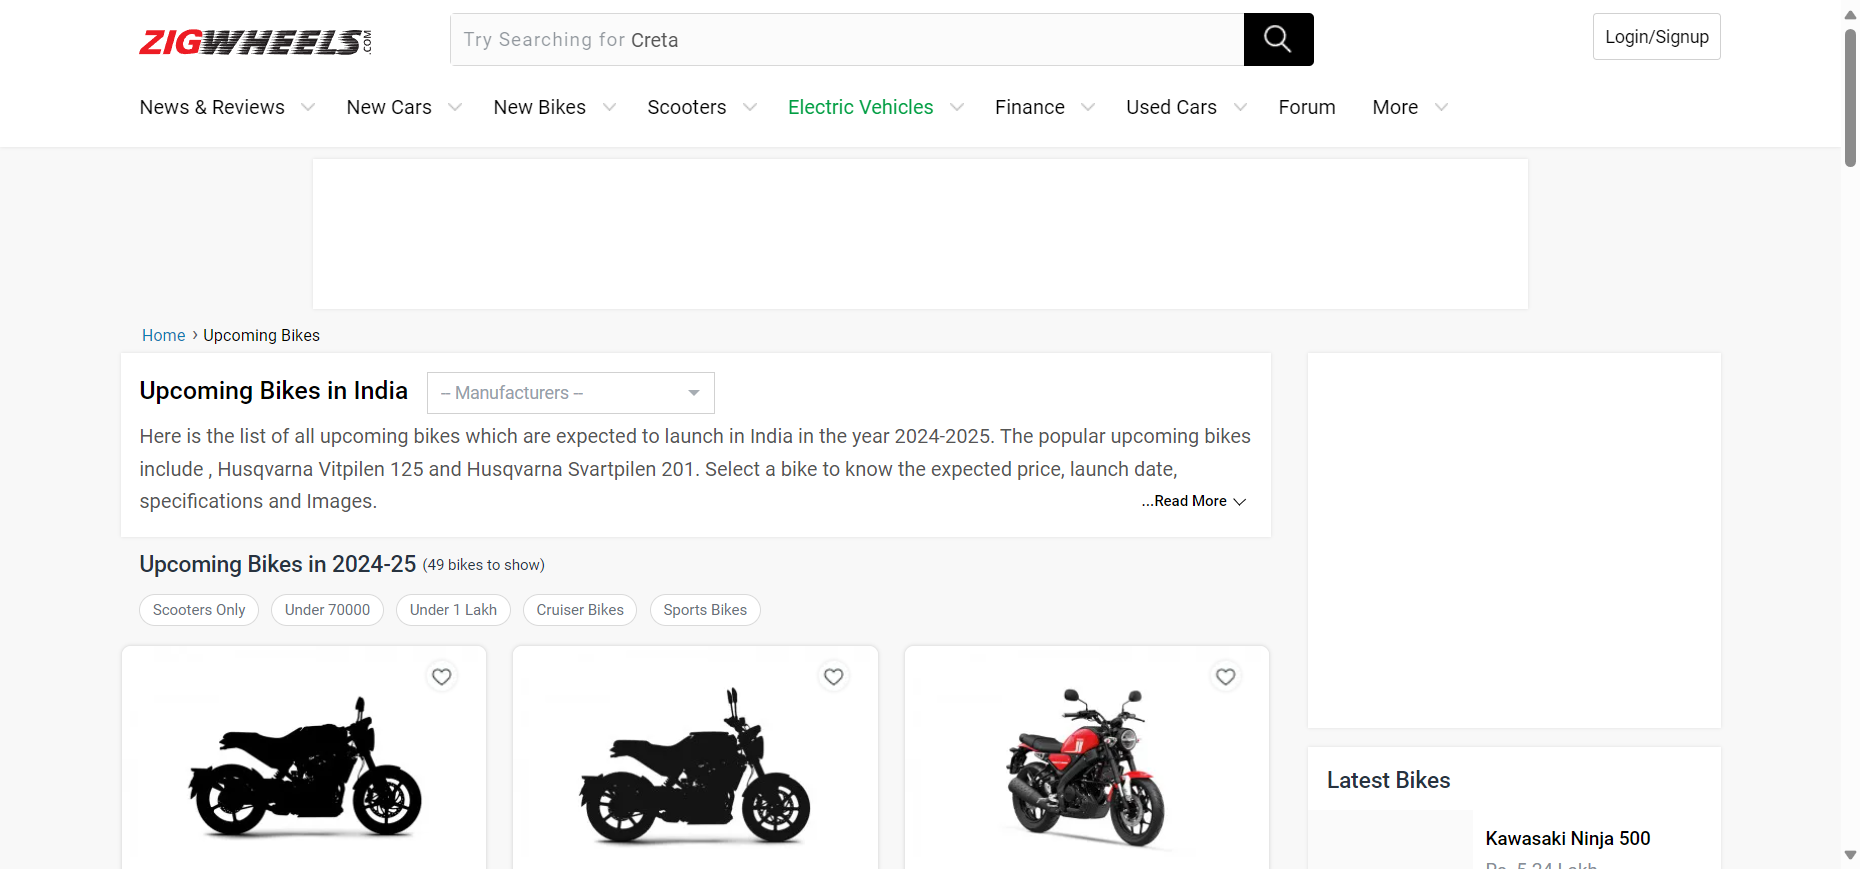 ZIGWHEELS.COM
Try Searching for Creta
Login/Signup
News & Reviews
New Cars
New Bikes
Scooters
Electric Vehicles
Finance
Used Cars
Forum
More
Home › Upcoming Bikes
Upcoming Bikes in India
-- Manufacturers --
Here is the list of all upcoming bikes which are expected to launch in India in the year 2024-2025. The popular upcoming bikes
include , Husqvarna Vitpilen 125 and Husqvarna Svartpilen 201. Select a bike to know the expected price, launch date,
specifications and Images.
...Read More
Upcoming Bikes in 2024-25 (49 bikes to show)
Scooters Only
Under 70000
Under 1 Lakh
Cruiser Bikes
Sports Bikes
Latest Bikes
Kawasaki Ninja 500
Rs. 5.24 Lakh